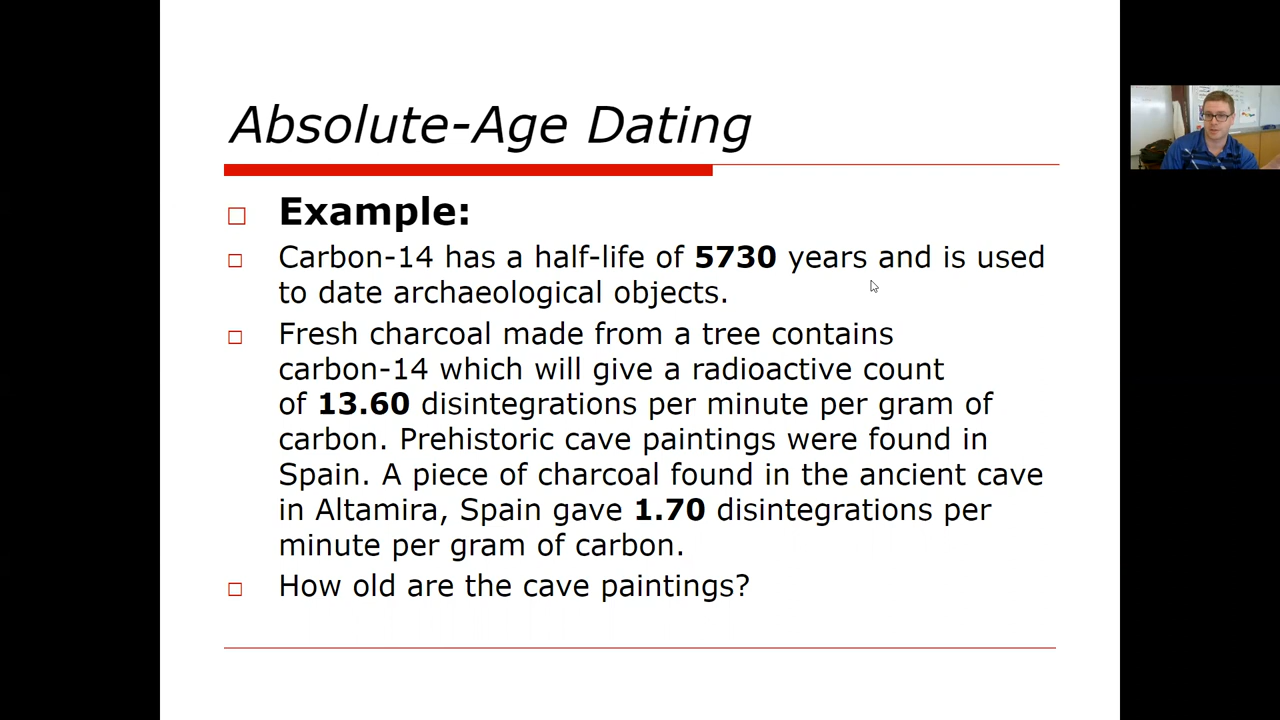 Absolute-Age Dating
Example:
Carbon-14 has a half-life of 5730 years and is used
to date archaeological objects.
Fresh charcoal made from a tree contains
carbon-14 which will give a radioactive count
of 13.60 disintegrations per minute per gram of
carbon. Prehistoric cave paintings were found in
Spain. A piece of charcoal found in the ancient cave
in Altamira, Spain gave 1.70 disintegrations per
minute per gram of carbon.
How old are the cave paintings?